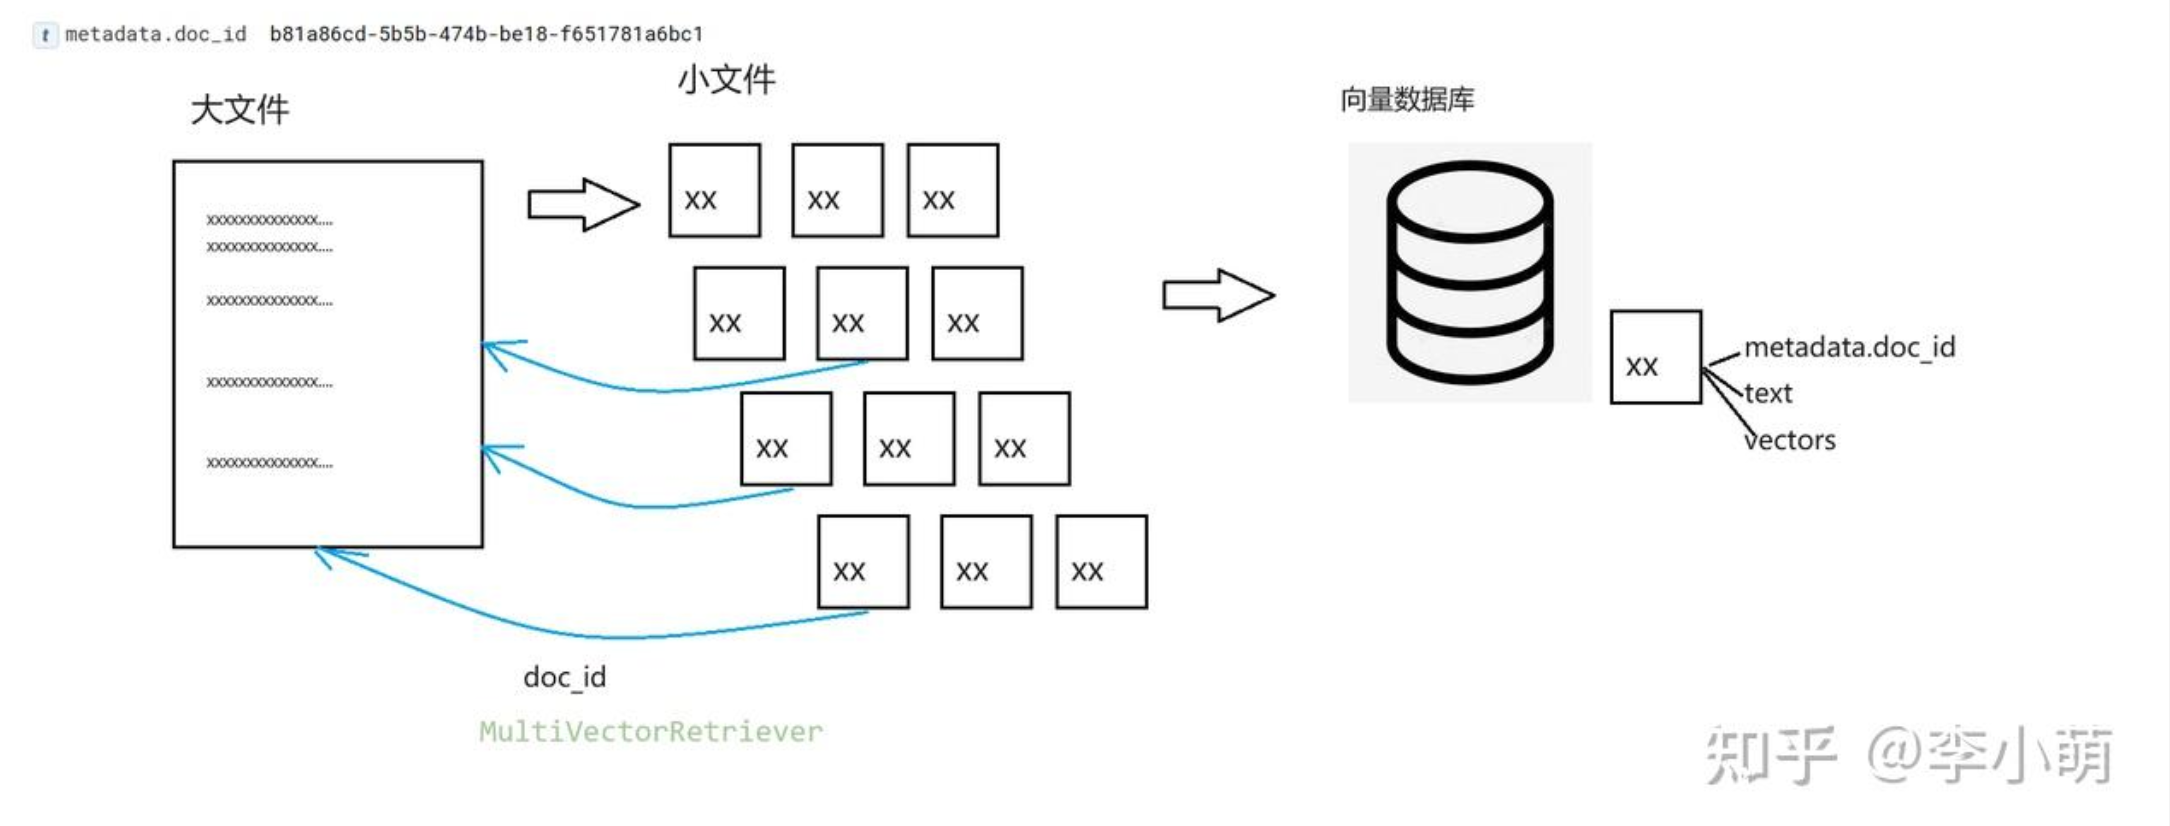 t metadata.doc_id b81a86cd-5b5b-474b-be18-f651781a6bc1
大文件
小文件
向量数据库
xxxxxxxxxxxxxx....
xxxxxxxxxxxxxx....
xxxxxxxxxxxxxx....
xxxxxxxxxxxxxx....
xxxxxxxxxxxxxx....
xx xx xx
xx xx xx
xx xx xx
xx xx xx
xx
metadata.doc_id
text
vectors
doc_id
MultiVectorRetriever
知乎 @李小萌